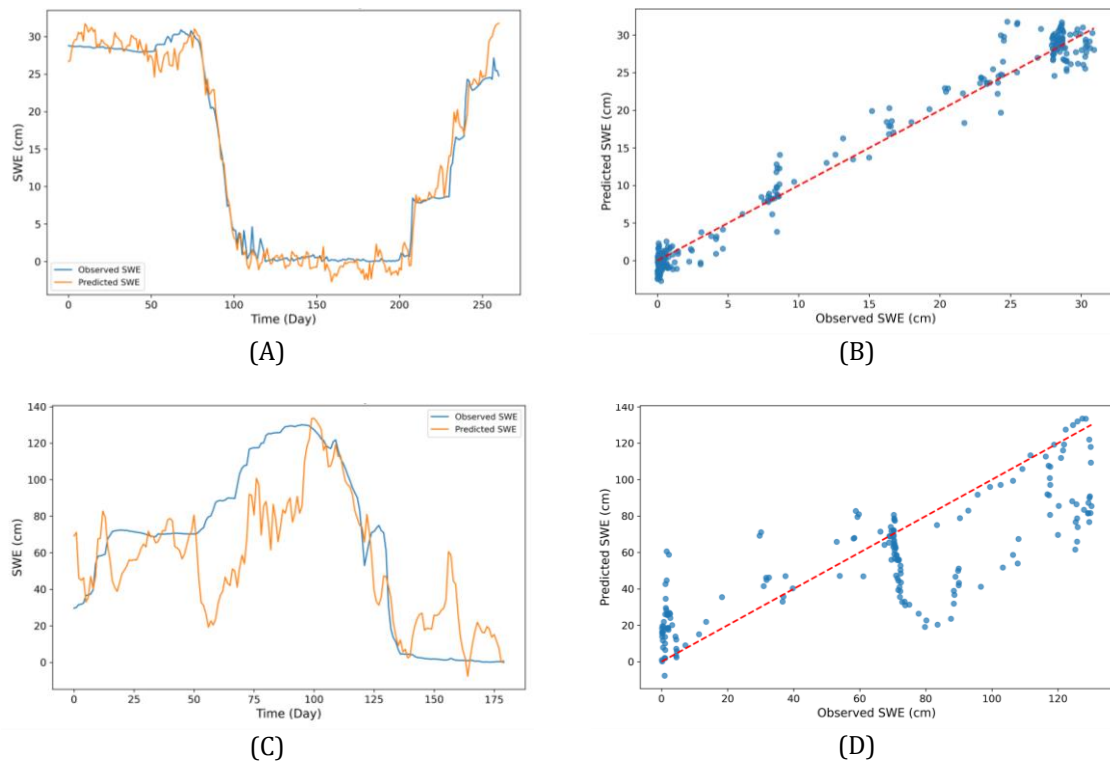 30
25
20
15
10
5
0
SWE (cm)
Observed SWE
Predicted SWE
0 50 100 150 200 250
Time (Day)
(A)
30
25
20
15
10
5
0
Predicted SWE (cm)
0 5 10 15 20 25 30
Observed SWE (cm)
(B)
140
120
100
80
60
40
20
0
SWE (cm)
Observed SWE
Predicted SWE
0 25 50 75 100 125 150 175
Time (Day)
(C)
140
120
100
80
60
40
20
0
Predicted SWE (cm)
0 20 40 60 80 100 120
Observed SWE (cm)
(D)